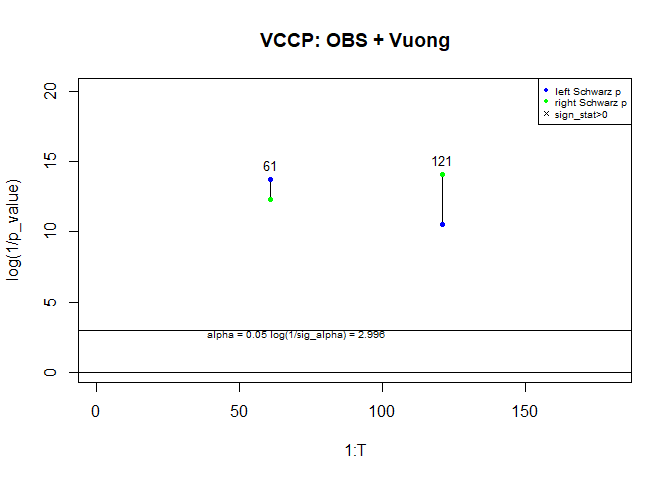 VCCP: OBS + Vuong
20
15
10
5
0
log(1/p_value)
left Schwarz p
right Schwarz p
sign_stat>0
61
121
alpha = 0.05 log(1/sig_alpha) = 2.996
0
50
100
150
1:T